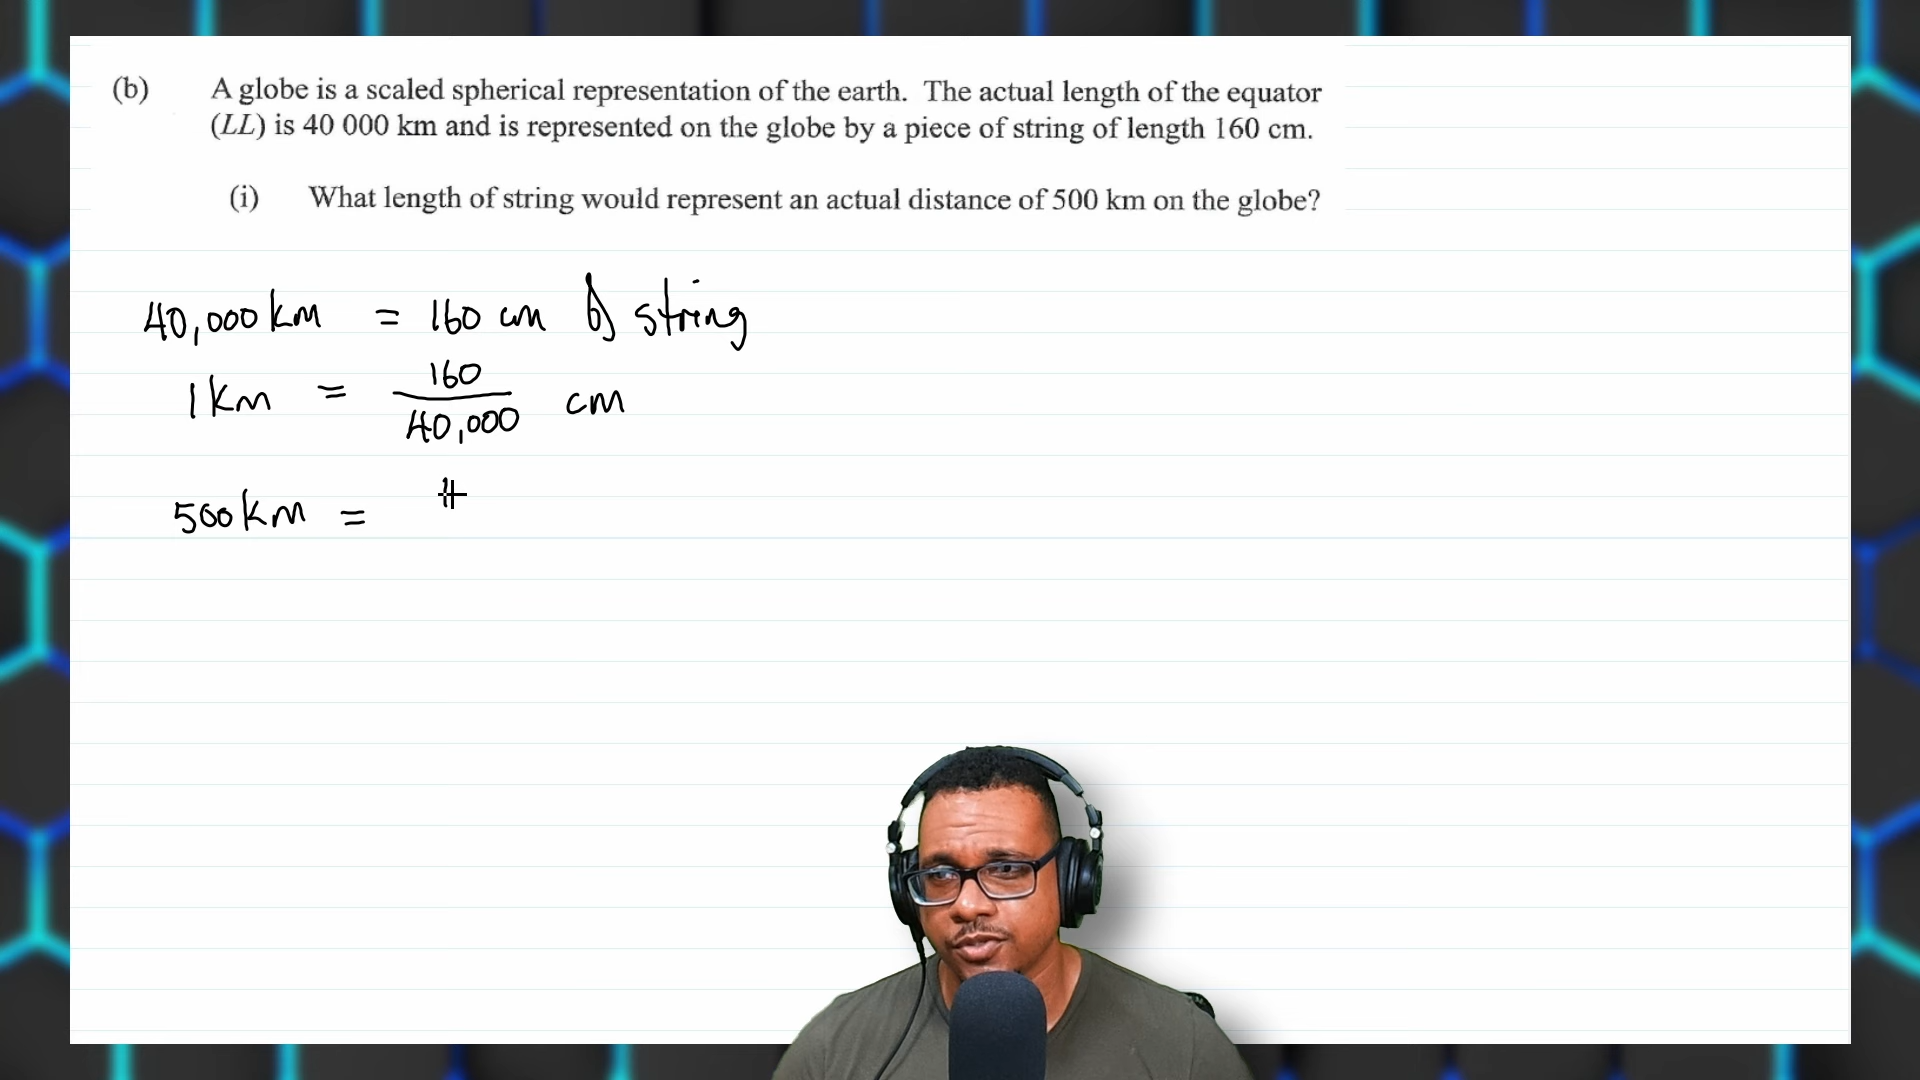 (b) A globe is a scaled spherical representation of the earth. The actual length of the equator
(LL) is 40 000 km and is represented on the globe by a piece of string of length 160 cm.
(i) What length of string would represent an actual distance of 500 km on the globe?
40,000 km = 160 cm of string
1 km = 160
40,000 cm
500 km =